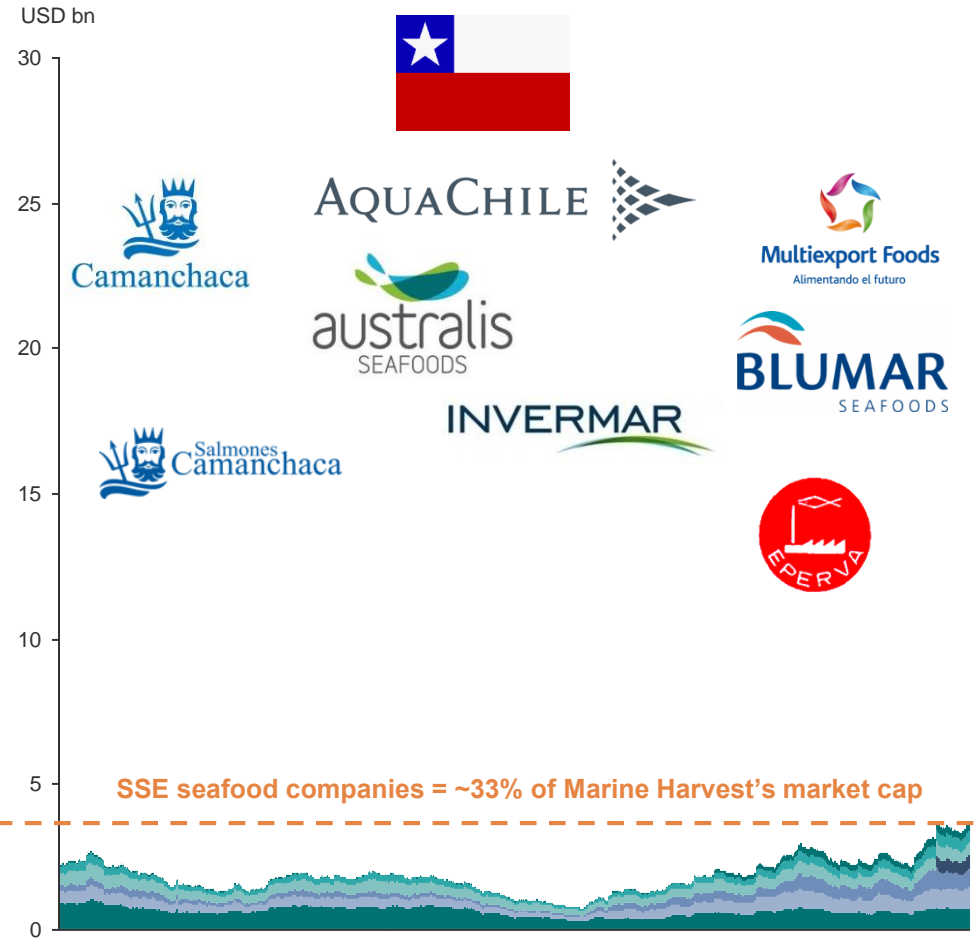 USD bn
30
25
20
15
10
5
0
Camanchaca
AQUACHILE
Multiexport Foods
Alimentando el futuro
australis
SEAFOODS
BLUMAR
SEAFOODS
INVERMAR
Salmones
Camanchaca
EPERVA
SSE seafood companies = ~33% of Marine Harvest’s market cap